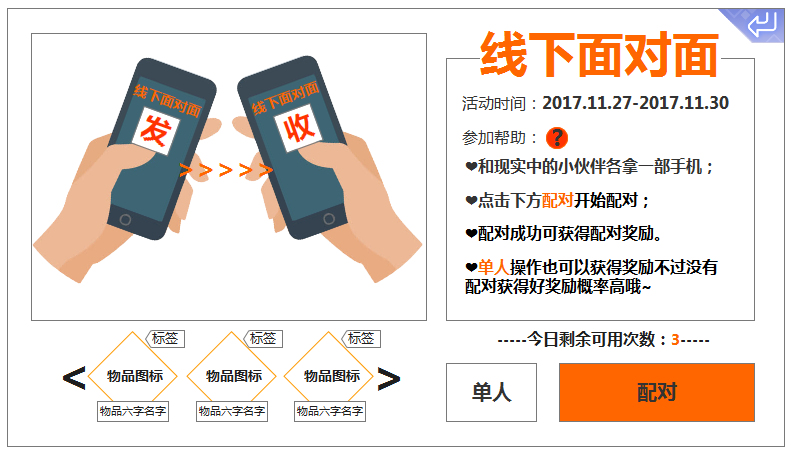 线下面对面
活动时间：2017.11.27-2017.11.30
参加帮助：?
❤和现实中的小伙伴各拿一部手机；
❤点击下方配对开始配对；
❤配对成功可获得配对奖励。
❤单人操作也可以获得奖励不过没有
配对获得好奖励概率高哦~
线下面对面
发
> > > > >
线下面对面
收
-----今日剩余可用次数：3-----
单人
配对
<
标签
物品图标
物品六字名字
标签
物品图标
物品六字名字
标签
物品图标
物品六字名字
>